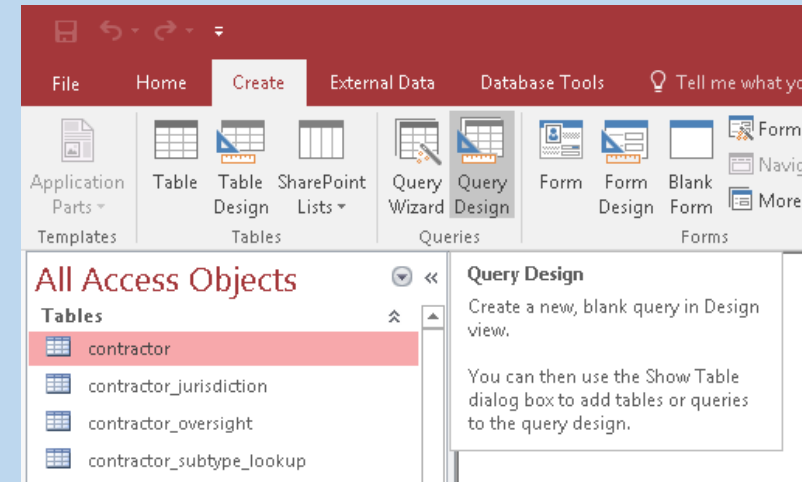 File Home Create External Data Database Tools Tell me what
Application Parts Table Table Design SharePoint Lists Query Wizard Query Design Form Form Design Blank Form Form
More
Templates Tables Queries Forms
All Access Objects
Tables
contractor
contractor_jurisdiction
contractor_oversight
contractor_subtype_lookup
Query Design
Create a new, blank query in Design
view.
You can then use the Show Table
dialog box to add tables or queries
to the query design.